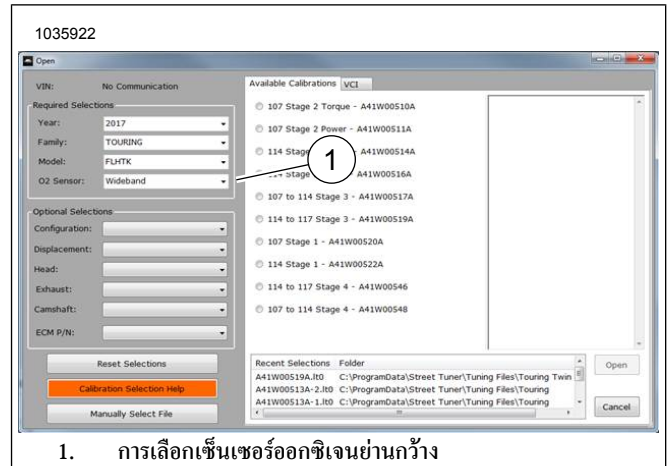 1035922
Open
VIN: No Communication
Required Selections
Year: 2017
Family: TOURING
Model: FLHTK
O2 Sensor: Wideband
Optional Selections
Configuration:
Displacement:
Head:
Exhaust:
Camshaft:
ECM P/N:
Reset Selections
Calibration Selection Help
Manually Select File
Available Calibrations VCI
107 Stage 2 Torque - A41W00510A
107 Stage 2 Power - A41W00511A
114 Stage A41W00514A
Stage A41W00516A
107 to 114 Stage 3 - A41W00517A
114 to 117 Stage 3 - A41W00519A
107 Stage 1 - A41W00520A
114 Stage 1 - A41W00522A
114 to 117 Stage 4 - A41W00546
107 to 114 Stage 4 - A41W00548
1
Recent Selections Folder
A41W00519A.lt0 C:\ProgramData\Street Tuner\Tuning Files\Touring Twin
A41W00513A-2.lt0 C:\ProgramData\Street Tuner\Tuning Files\Touring
A41W00513A-1.lt0 C:\ProgramData\Street Tuner\Tuning Files\Touring
Open
Cancel
1. การเลือกเซ็นเซอร์ออกซิเจนย่านกว้าง